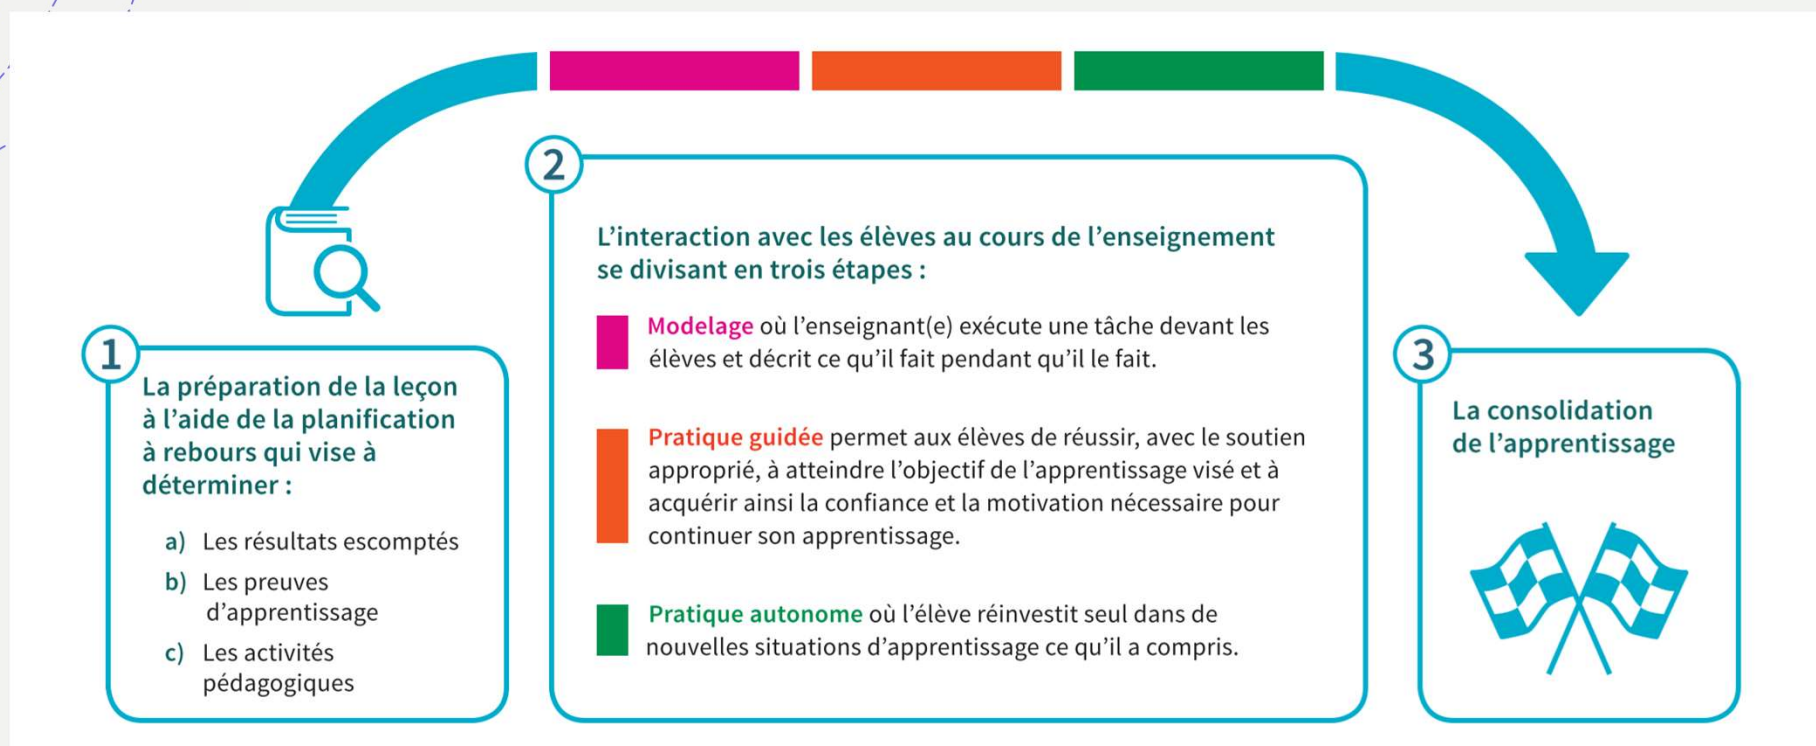 1
La préparation de la leçon
à l'aide de la planification
à rebours qui vise à
déterminer :
a) Les résultats escomptés
b) Les preuves
d'apprentissage
c) Les activités
pédagogiques
2
L'interaction avec les élèves au cours de l'enseignement
se divisant en trois étapes :
Modelage où l'enseignant(e) exécute une tâche devant les
élèves et décrit ce qu'il fait pendant qu'il le fait.
Pratique guidée permet aux élèves de réussir, avec le soutien
approprié, à atteindre l'objectif de l'apprentissage visé et à
acquérir ainsi la confiance et la motivation nécessaire pour
continuer son apprentissage.
Pratique autonome où l'élève réinvestit seul dans de
nouvelles situations d'apprentissage ce qu'il a compris.
3
La consolidation
de l'apprentissage